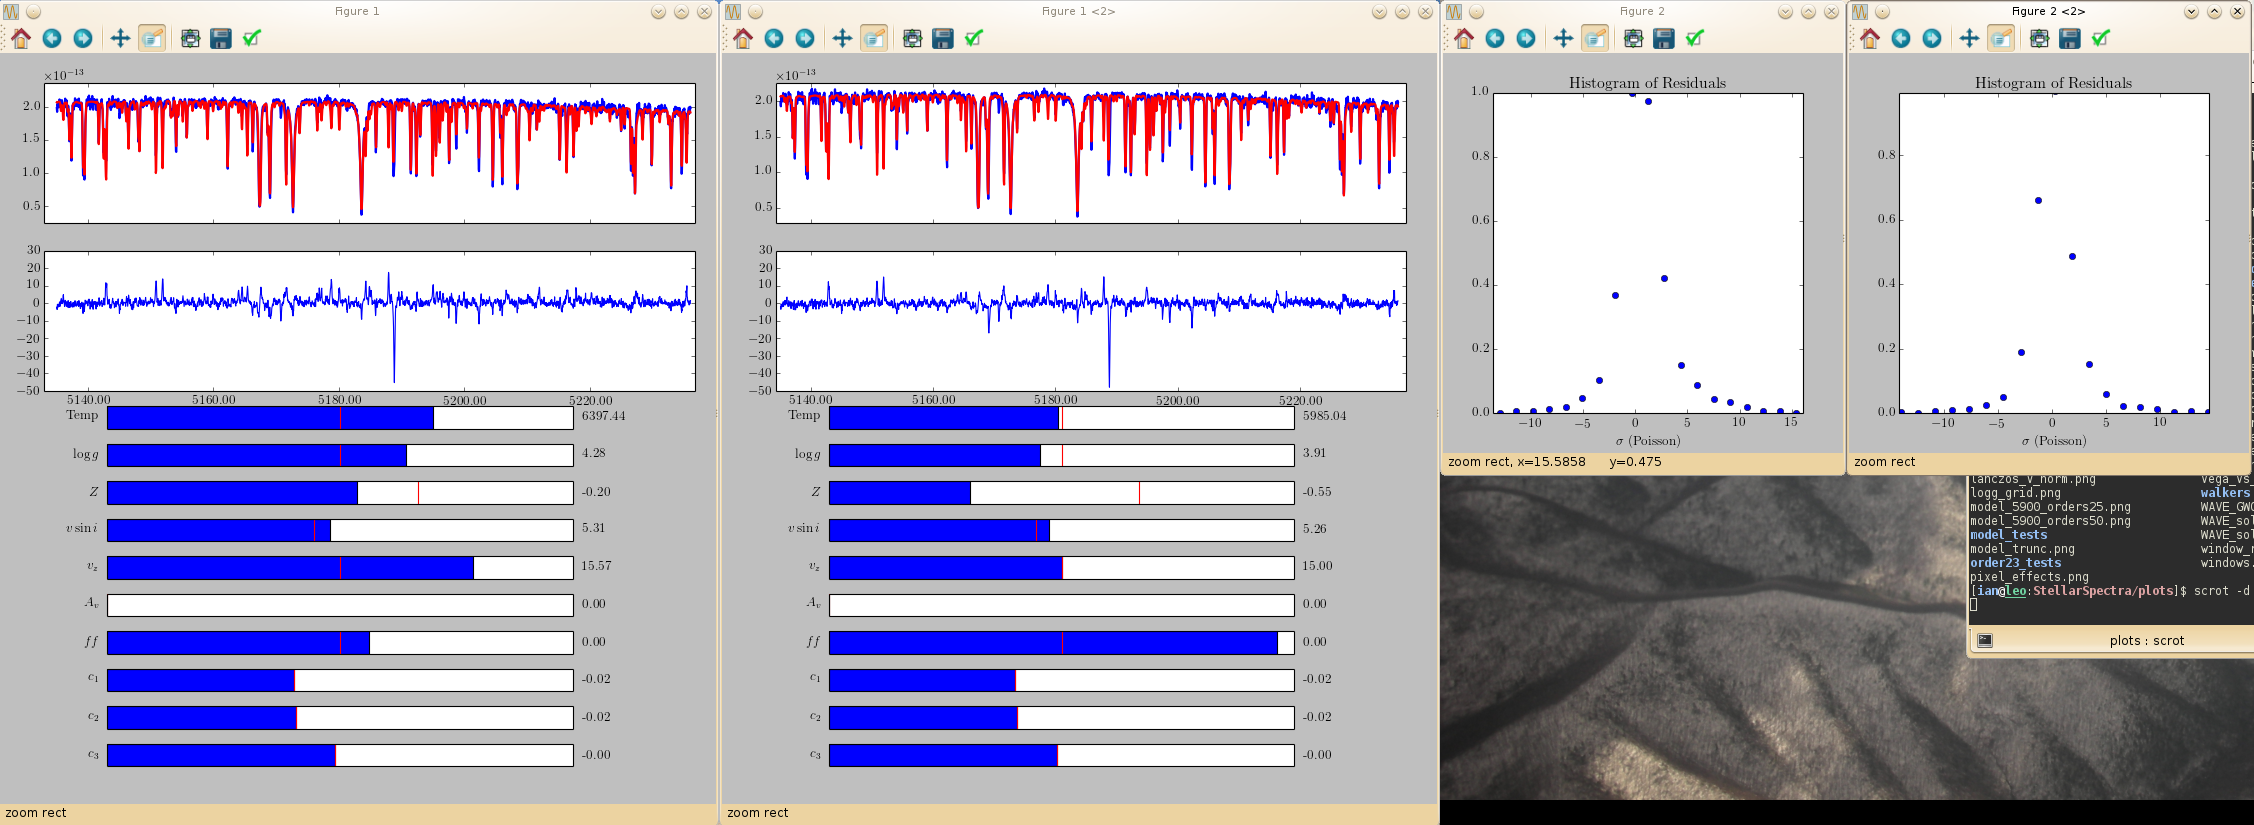 Figure 1
×10⁻¹³
2.0
1.5
1.0
0.5
30
20
10
0
−10
−20
−30
−40
−50
5140.00 5160.00 5180.00 5200.00 5220.00
Temp 6397.44
log g 4.28
Z -0.20
v sin i 5.31
v_z 15.57
A_v 0.00
ff 0.00
c_1 -0.02
c_2 -0.02
c_3 -0.00
zoom rect
Figure 1 <2>
×10⁻¹³
2.0
1.5
1.0
0.5
30
20
10
0
−10
−20
−30
−40
−50
5140.00 5160.00 5180.00 5200.00 5220.00
Temp 5985.04
log g 3.91
Z -0.55
v sin i 5.26
v_z 15.00
A_v 0.00
ff 0.00
c_1 -0.02
c_2 -0.02
c_3 -0.00
zoom rect
Figure 2
Histogram of Residuals
1.0
0.8
0.6
0.4
0.2
0.0
−10 −5 0 5 10 15
σ (Poisson)
zoom rect, x=15.5858 y=0.475
Figure 2 <2>
Histogram of Residuals
0.8
0.6
0.4
0.2
0.0
−10 −5 0 5 10
σ (Poisson)
zoom rect
lanczos_v_norm.png vega_vs
logg_grid.png walkers
model_5900_orders25.png WAVE_GWO
model_5900_orders50.png WAVE_sol
model_tests WAVE_sol
model_trunc.png window_r
order23_tests windows.
pixel_effects.png
[ian@leo:StellarSpectra/plots]$ scrot -d
plots : scrot